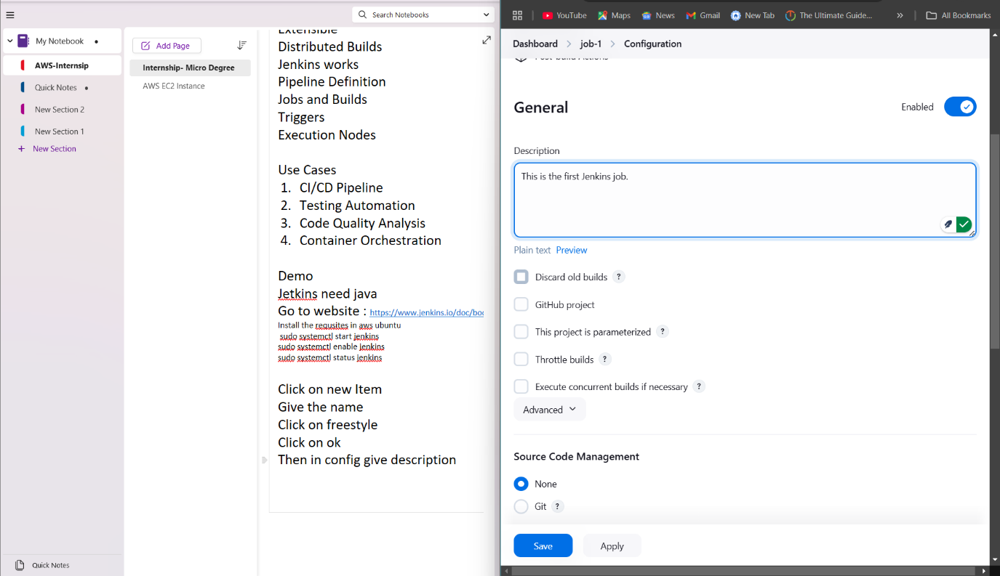 Search Notebooks
My Notebook
AWS-Internsip
Quick Notes
New Section 2
New Section 1
+ New Section
Quick Notes
Add Page
Internship- Micro Degree
AWS EC2 Instance
Extensible
Distributed Builds
Jenkins works
Pipeline Definition
Jobs and Builds
Triggers
Execution Nodes
Use Cases
1. CI/CD Pipeline
2. Testing Automation
3. Code Quality Analysis
4. Container Orchestration
Demo
Jetkins need java
Go to website : https://www.jenkins.io/doc/boo
Install the requsites in aws ubuntu
sudo systemctl start jenkins
sudo systemctl enable jenkins
sudo systemctl status jenkins
Click on new Item
Give the name
Click on freestyle
Click on ok
Then in config give description
YouTube Maps News Gmail New Tab The Ultimate Guide... » All Bookmarks
Dashboard > job-1 > Configuration
Post-build Actions
General
Enabled
Description
This is the first Jenkins job.
Plain text Preview
Discard old builds ?
GitHub project
This project is parameterized ?
Throttle builds ?
Execute concurrent builds if necessary ?
Advanced
Source Code Management
None
Git ?
Save Apply